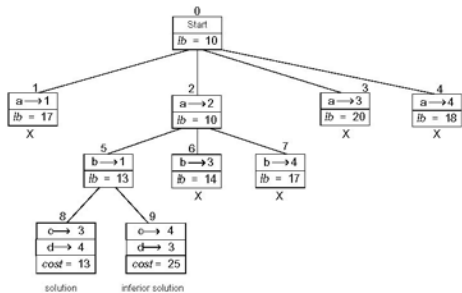 0
Start
lb = 10
1
a→1
lb = 17
X
2
a→2
lb = 10
3
a→3
lb = 20
X
4
a→4
lb = 18
X
5
b→1
lb = 13
6
b→3
lb = 14
X
7
b→4
lb = 17
X
8
c→ 3
d→ 4
cost = 13
solution
9
c→ 4
d→ 3
cost = 25
inferior solution